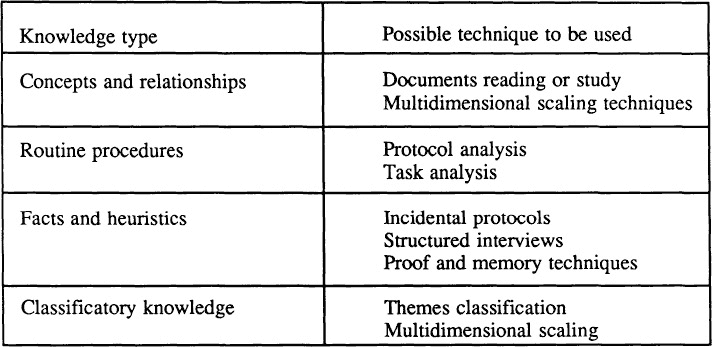 Knowledge type
Possible technique to be used
Concepts and relationships
Documents reading or study
Multidimensional scaling techniques
Routine procedures
Protocol analysis
Task analysis
Facts and heuristics
Incidental protocols
Structured interviews
Proof and memory techniques
Classificatory knowledge
Themes classification
Multidimensional scaling